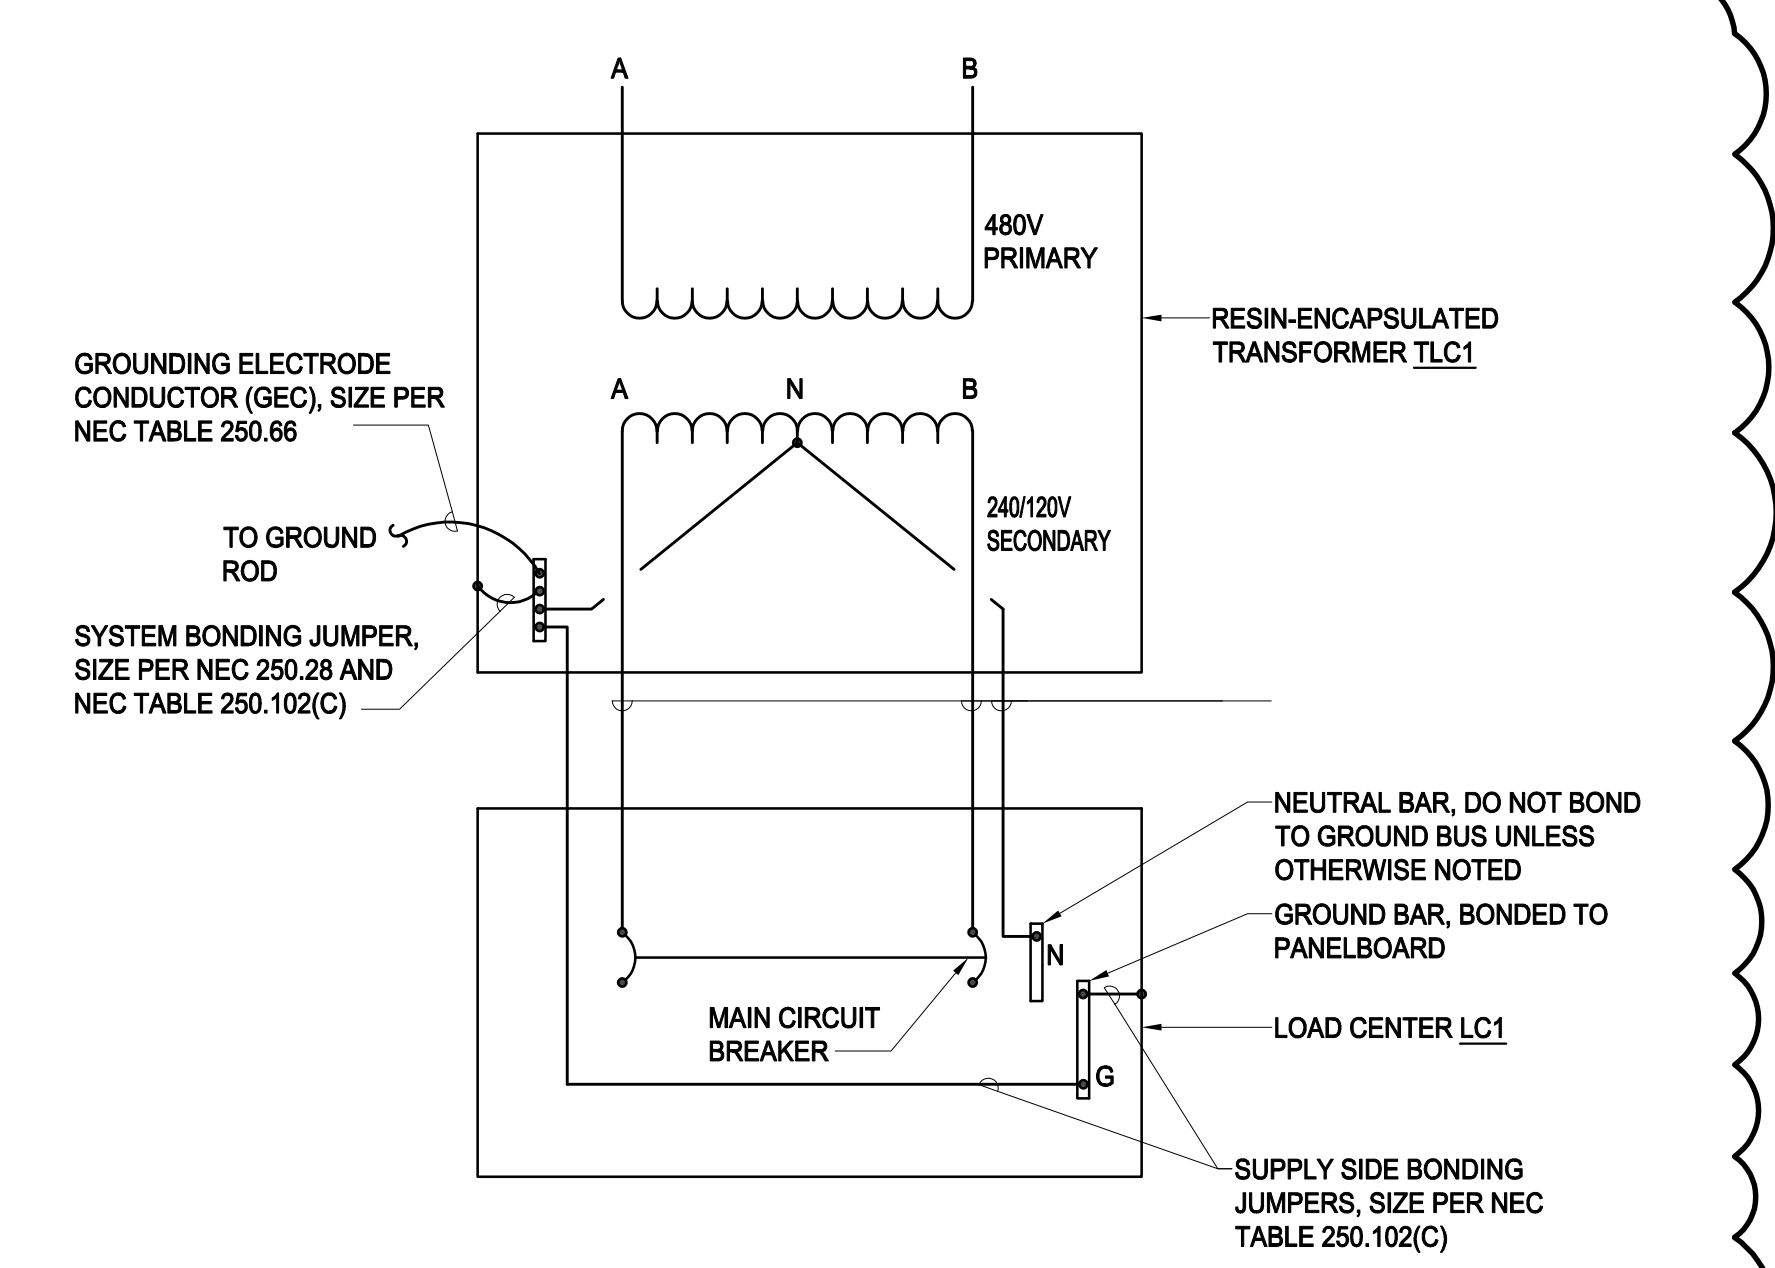 A
B
480V
PRIMARY
RESIN-ENCAPSULATED
TRANSFORMER TLC1
GROUNDING ELECTRODE
CONDUCTOR (GEC), SIZE PER
NEC TABLE 250.66
A
N
B
240/120V
SECONDARY
TO GROUND
ROD
SYSTEM BONDING JUMPER,
SIZE PER NEC 250.28 AND
NEC TABLE 250.102(C)
NEUTRAL BAR, DO NOT BOND
TO GROUND BUS UNLESS
OTHERWISE NOTED
GROUND BAR, BONDED TO
PANELBOARD
N
MAIN CIRCUIT
BREAKER
LOAD CENTER LC1
G
SUPPLY SIDE BONDING
JUMPERS, SIZE PER NEC
TABLE 250.102(C)